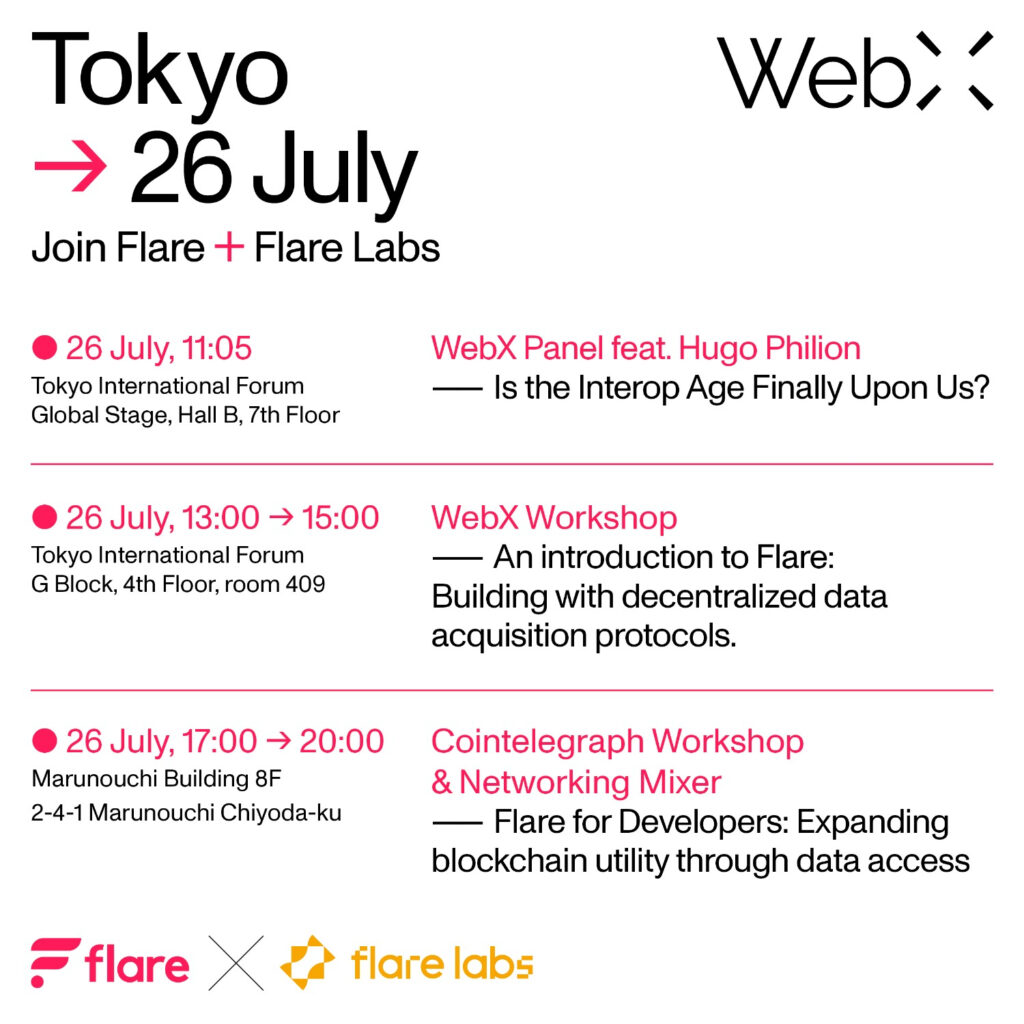 Tokyo
→ 26 July
Join Flare + Flare Labs
WebX
● 26 July, 11:05
Tokyo International Forum
Global Stage, Hall B, 7th Floor
WebX Panel feat. Hugo Philion
— Is the Interop Age Finally Upon Us?
● 26 July, 13:00 → 15:00
Tokyo International Forum
G Block, 4th Floor, room 409
WebX Workshop
— An introduction to Flare:
Building with decentralized data
acquisition protocols.
● 26 July, 17:00 → 20:00
Marunouchi Building 8F
2-4-1 Marunouchi Chiyoda-ku
Cointelegraph Workshop
& Networking Mixer
— Flare for Developers: Expanding
blockchain utility through data access
flare × flare labs